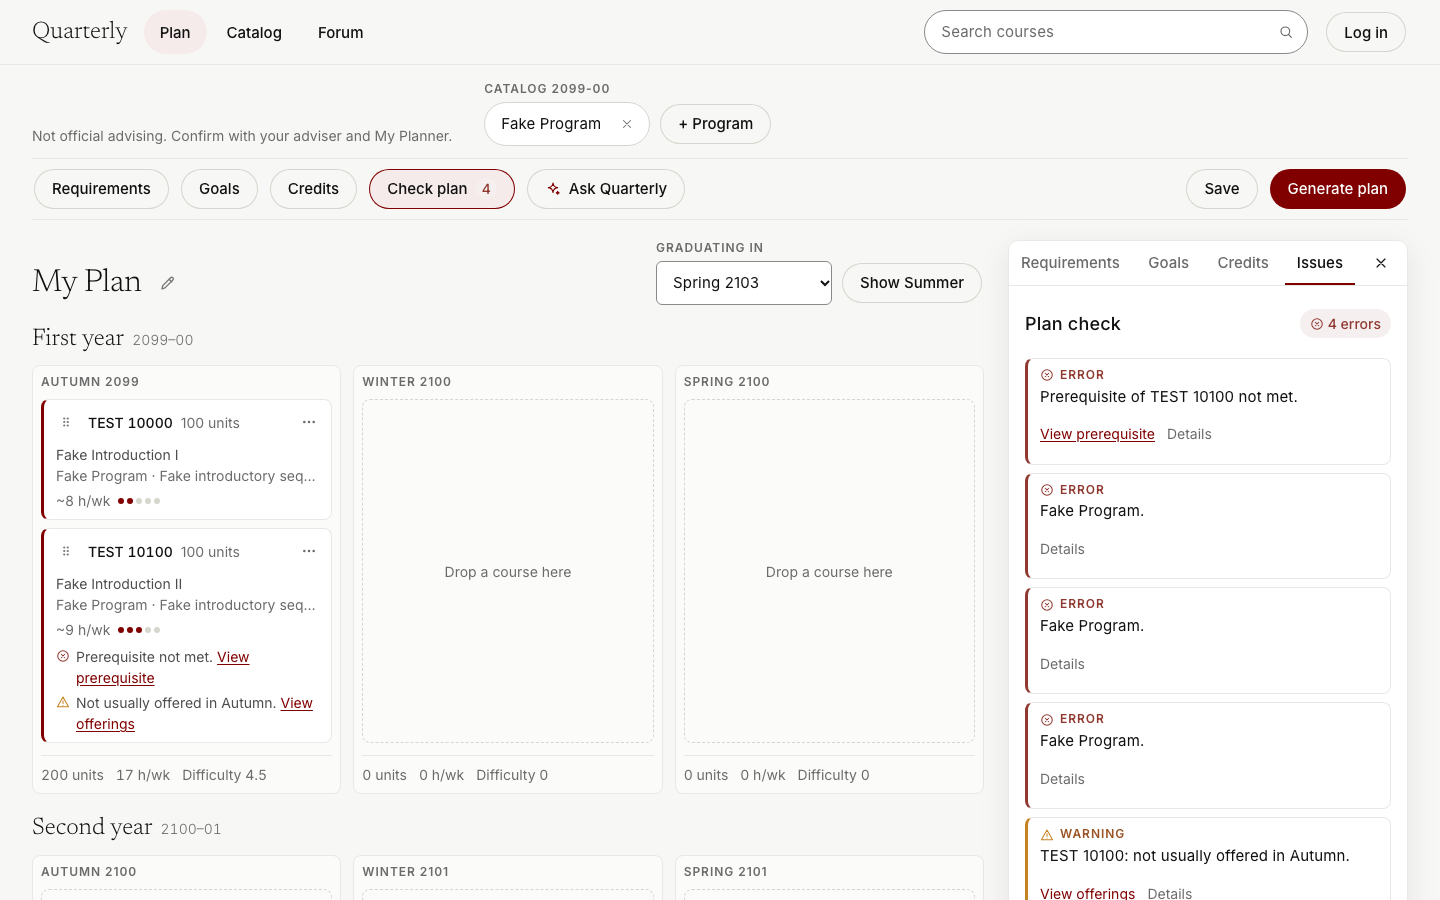 Quarterly
Plan
Catalog
Forum
Search courses
Log in
CATALOG 2099-00
Not official advising. Confirm with your adviser and My Planner.
Fake Program
+ Program
Requirements
Goals
Credits
Check plan 4
Ask Quarterly
Save
Generate plan
My Plan
GRADUATING IN
Spring 2103
Show Summer
First year 2099–00
AUTUMN 2099
TEST 10000 100 units
Fake Introduction I
Fake Program · Fake introductory seq...
~8 h/wk
TEST 10100 100 units
Fake Introduction II
Fake Program · Fake introductory seq...
~9 h/wk
Prerequisite not met. View
prerequisite
Not usually offered in Autumn. View
offerings
200 units 17 h/wk Difficulty 4.5
WINTER 2100
Drop a course here
0 units 0 h/wk Difficulty 0
SPRING 2100
Drop a course here
0 units 0 h/wk Difficulty 0
Second year 2100–01
AUTUMN 2100
WINTER 2101
SPRING 2101
Requirements
Goals
Credits
Issues
Plan check
4 errors
ERROR
Prerequisite of TEST 10100 not met.
View prerequisite Details
ERROR
Fake Program.
Details
ERROR
Fake Program.
Details
ERROR
Fake Program.
Details
WARNING
TEST 10100: not usually offered in Autumn.
View offerings Details